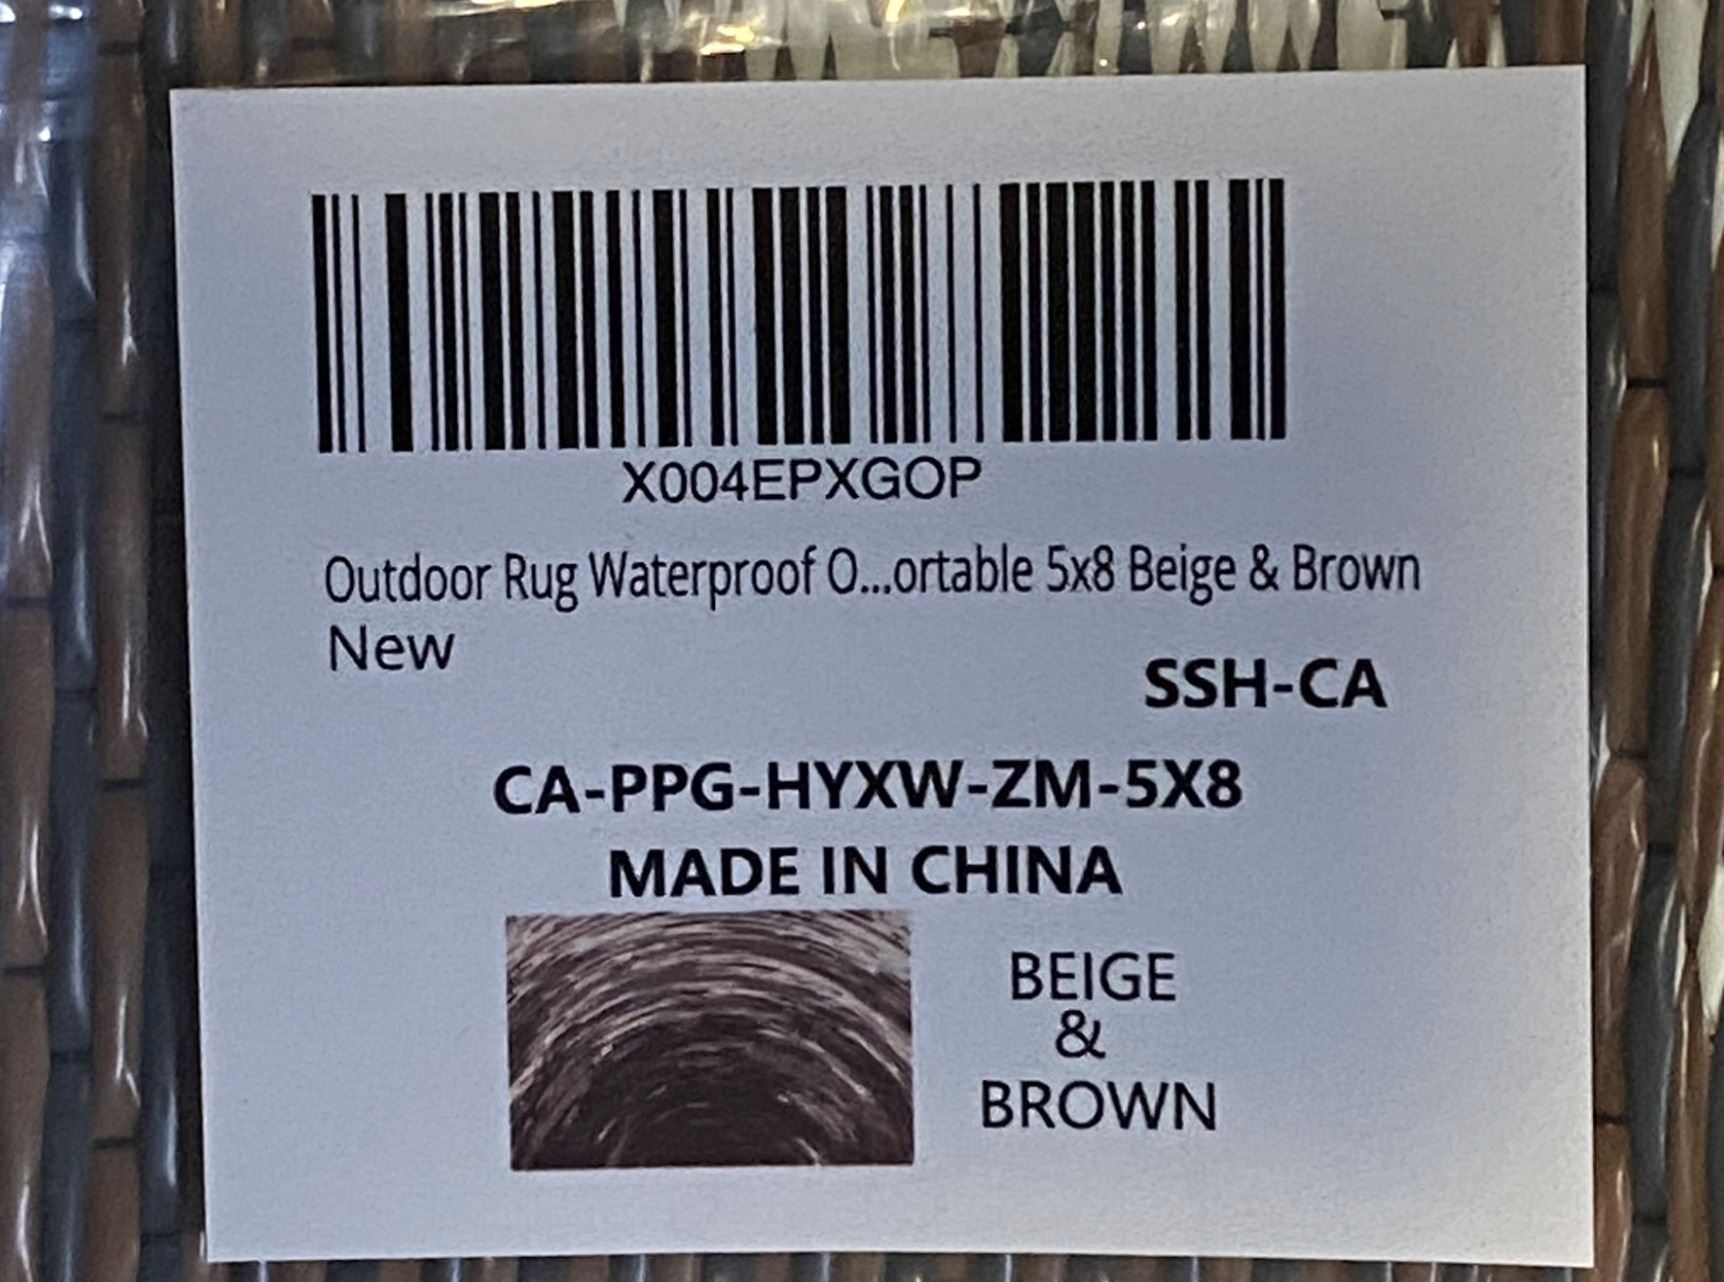 X004EPXGOP
Outdoor Rug Waterproof O...ortable 5x8 Beige & Brown
New
SSH-CA
CA-PPG-HYXW-ZM-5X8
MADE IN CHINA
BEIGE
&
BROWN